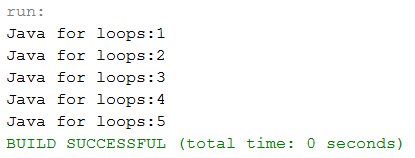 run:
Java for loops:1
Java for loops:2
Java for loops:3
Java for loops:4
Java for loops:5
BUILD SUCCESSFUL (total time: 0 seconds)